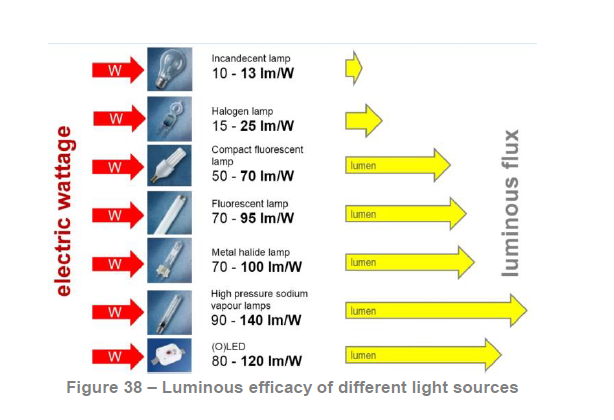 electric wattage
W
Incandecent lamp
10 - 13 lm/W
W
Halogen lamp
15 - 25 lm/W
W
Compact fluorescent
lamp
50 - 70 lm/W
lumen
W
Fluorescent lamp
70 - 95 lm/W
lumen
W
Metal halide lamp
70 - 100 lm/W
lumen
W
High pressure sodium
vapour lamps
90 - 140 lm/W
lumen
W
(O)LED
80 - 120 lm/W
lumen
luminous flux
Figure 38 – Luminous efficacy of different light sources